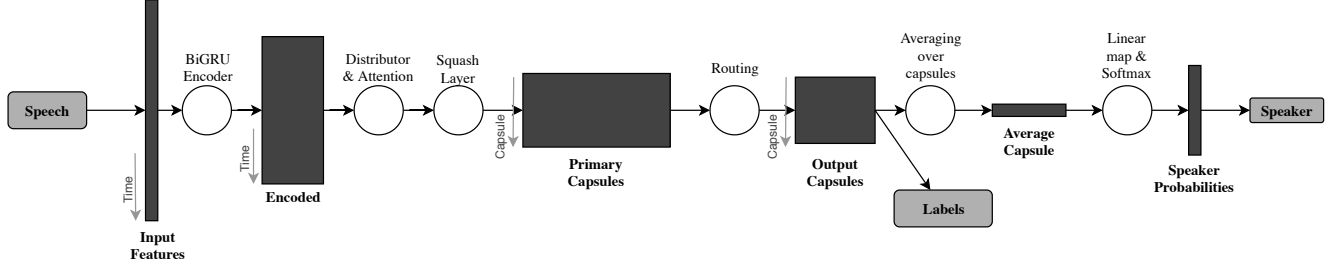 Speech
Time
Input
Features
BiGRU
Encoder
Time
Encoded
Distributor
& Attention
Squash
Layer
Capsule
Primary
Capsules
Routing
Capsule
Output
Capsules
Labels
Averaging
over
capsules
Average
Capsule
Linear
map &
Softmax
Speaker
Probabilities
Speaker